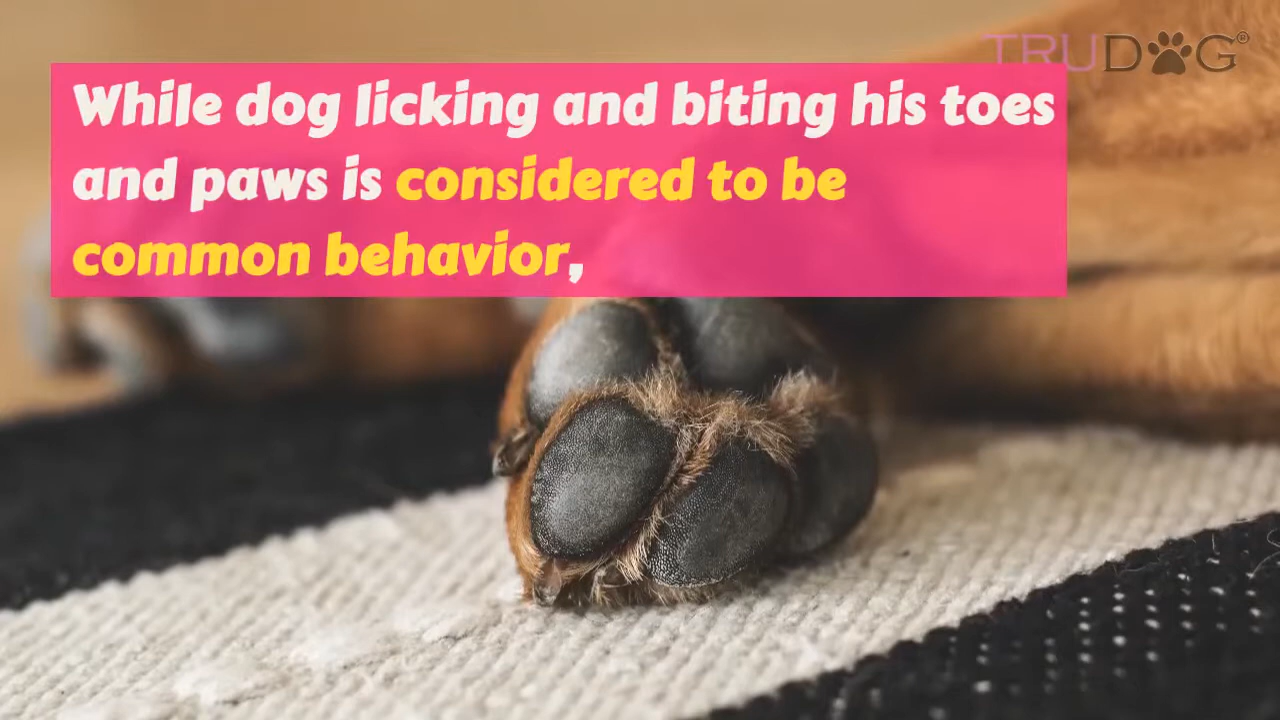 TRUDOG®
While dog licking and biting his toes
and paws is considered to be
common behavior,